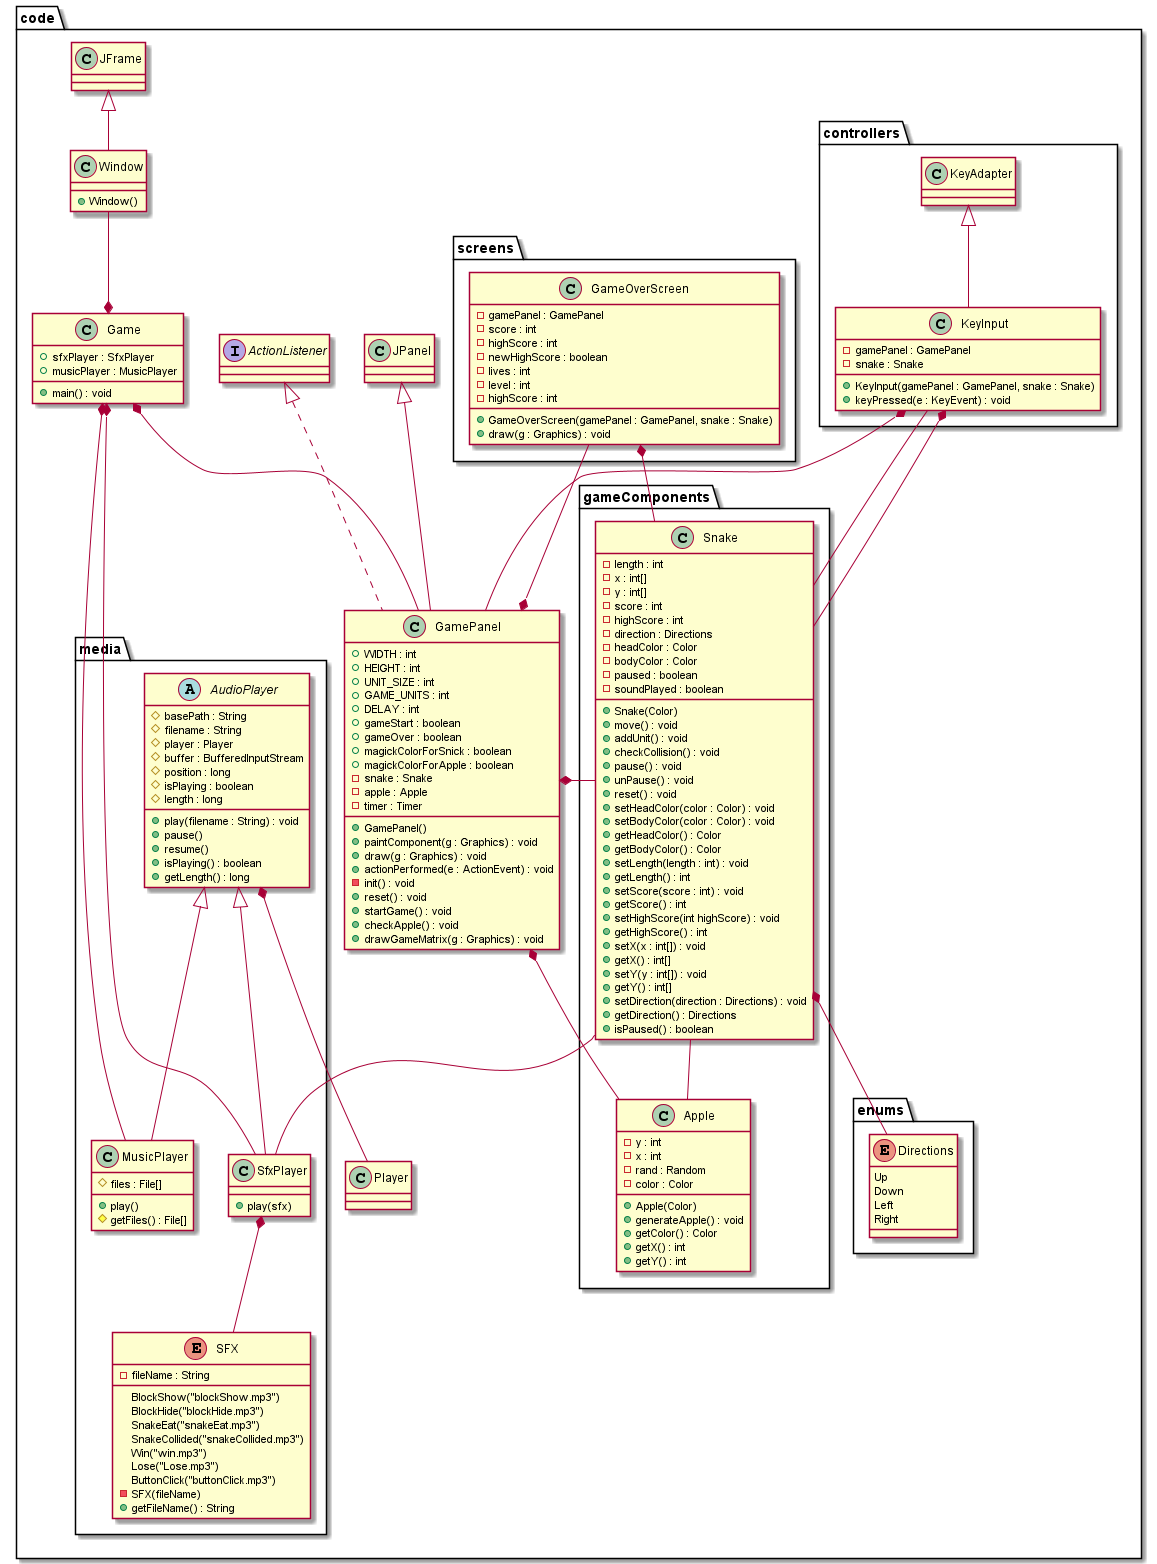 code
C JFrame
C Window
Window()
controllers
C KeyAdapter
screens
C GameOverScreen
gamePanel : GamePanel
score : int
highScore : int
newHighScore : boolean
lives : int
level : int
highScore : int
GameOverScreen(gamePanel : GamePanel, snake : Snake)
draw(g : Graphics) : void
C KeyInput
gamePanel : GamePanel
snake : Snake
KeyInput(gamePanel : GamePanel, snake : Snake)
keyPressed(e : KeyEvent) : void
C Game
sfxPlayer : SfxPlayer
musicPlayer : MusicPlayer
main() : void
I ActionListener
C JPanel
gameComponents
C Snake
length : int
x : int[]
y : int[]
score : int
highScore : int
direction : Directions
headColor : Color
bodyColor : Color
paused : boolean
soundPlayed : boolean
Snake(Color)
move() : void
addUnit() : void
checkCollision() : void
pause() : void
unPause() : void
reset() : void
setHeadColor(color : Color) : void
setBodyColor(color : Color) : void
getHeadColor() : Color
getBodyColor() : Color
setLength(length : int) : void
getLength() : int
setScore(score : int) : void
getScore() : int
setHighScore(int highScore) : void
getHighScore() : int
setX(x : int[]) : void
getX() : int[]
setY(y : int[]) : void
getY() : int[]
setDirection(direction : Directions) : void
getDirection() : Directions
isPaused() : boolean
C GamePanel
WIDTH : int
HEIGHT : int
UNIT_SIZE : int
GAME_UNITS : int
DELAY : int
gameStart : boolean
gameOver : boolean
magickColorForSnick : boolean
magickColorForApple : boolean
snake : Snake
apple : Apple
timer : Timer
GamePanel()
paintComponent(g : Graphics) : void
draw(g : Graphics) : void
actionPerformed(e : ActionEvent) : void
init() : void
reset() : void
startGame() : void
checkApple() : void
drawGameMatrix(g : Graphics) : void
media
A AudioPlayer
basePath : String
filename : String
player : Player
buffer : BufferedInputStream
position : long
isPlaying : boolean
length : long
play(filename : String) : void
pause()
resume()
isPlaying() : boolean
getLength() : long
C MusicPlayer
files : File[]
play()
getFiles() : File[]
C SfxPlayer
play(sfx)
C Player
C Apple
y : int
x : int
rand : Random
color : Color
Apple(Color)
generateApple() : void
getColor() : Color
getX() : int
getY() : int
enums
E Directions
Up
Down
Left
Right
E SFX
fileName : String
BlockShow("blockShow.mp3")
BlockHide("blockHide.mp3")
SnakeEat("snakeEat.mp3")
SnakeCollided("snakeCollided.mp3")
Win("win.mp3")
Lose("Lose.mp3")
ButtonClick("buttonClick.mp3")
SFX(fileName)
getFileName() : String